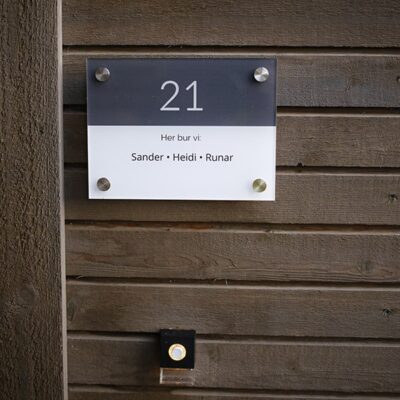 21
Her bur vi:
Sander • Heidi • Runar